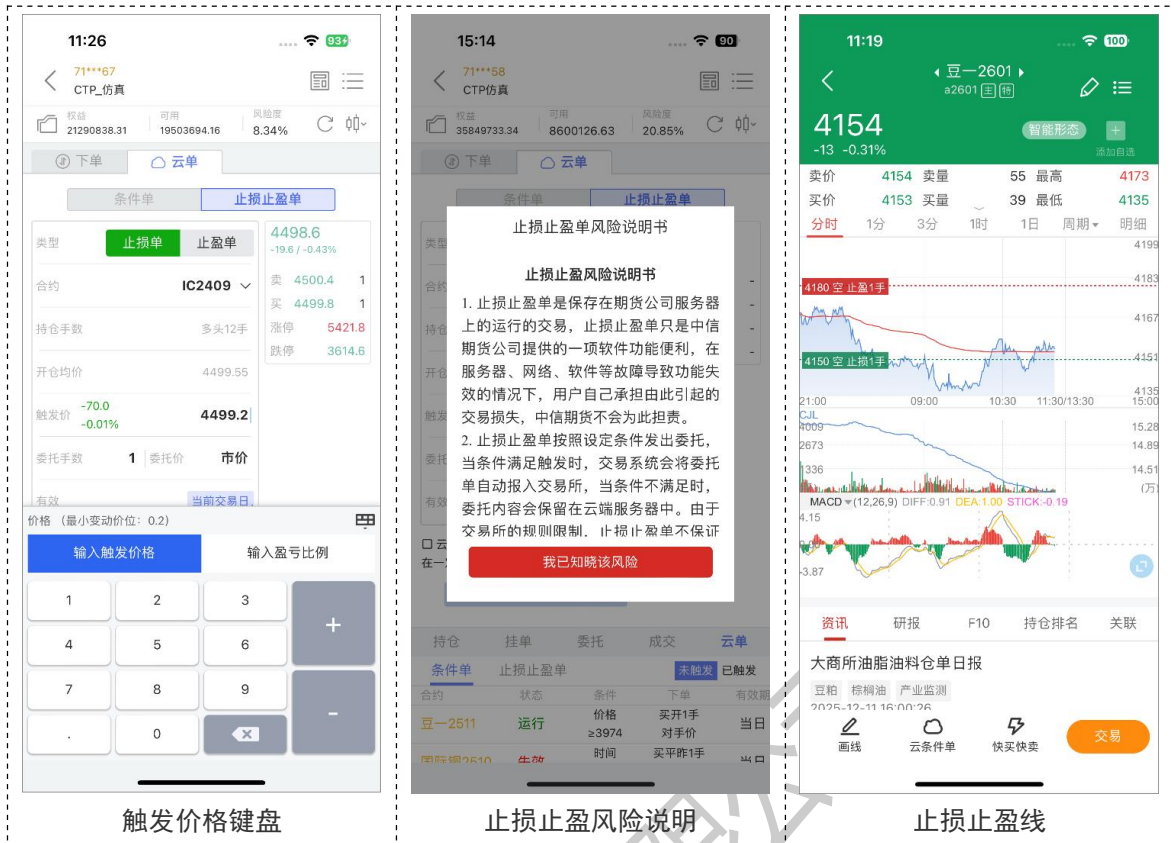 11:26
93
71***67
CTP_仿真
权益
21290838.31
可用
19503694.16
风险度
8.34%
下单
云单
条件单
止损止盈单
类型
止损单
止盈单
4498.6
-19.6 / -0.43%
合约
IC2409
卖 4500.4 1
买 4499.8 1
持仓手数
多头12手
涨停 5421.8
跌停 3614.6
开仓均价
4499.55
触发价
-70.0
-0.01%
4499.2
委托手数
1
委托价
市价
有效
当前交易日,
价格 (最小变动价位：0.2)
输入触发价格
输入盈亏比例
1 2 3 +
4 5 6
7 8 9 -
. 0
触发价格键盘
15:14
90
71***58
CTP仿真
权益
35849733.34
可用
8600126.63
风险度
20.85%
下单
云单
条件单
止损止盈单
止损止盈单风险说明书
止损止盈风险说明书
1. 止损止盈单是保存在期货公司服务器
上的运行的交易，止损止盈单只是中信
期货公司提供的一项软件功能便利，在
服务器、网络、软件等故障导致功能失
效的情况下，用户自己承担由此引起的
交易损失，中信期货不会为此担责。
2. 止损止盈单按照设定条件发出委托，
当条件满足触发时，交易系统会将委托
单自动报入交易所，当条件不满足时，
委托内容会保留在云端服务器中。由于
交易所的规则限制，止损止盈单不保证
我已知晓该风险
持仓 挂单 委托 成交 云单
条件单 止损止盈单 未触发 已触发
合约 状态 条件 下单 有效期
豆一2511 运行 价格 ≥3974 买开1手 对手价 当日
国际铜2510 失效 时间 买平昨1手 当日
止损止盈风险说明
11:19
100
豆一2601
a2601 主 特
4154
-13 -0.31%
智能形态
+
添加自选
卖价 4154 卖量 55 最高 4173
买价 4153 买量 39 最低 4135
分时 1分 3分 1时 1日 周期 明细
4199
4183
4180 空 止盈1手
4167
4150 空 止损1手
4151
4135
21:00 09:00 10:30 11:30/13:30 15:00
CJL
4009 15.28
2673 14.89
1336 14.51
(万)
MACD (12,26,9) DIFF:0.91 DEA:1.00 STICK:-0.19
4.15
-3.87
资讯 研报 F10 持仓排名 关联
大商所油脂油料仓单日报
豆粕 棕榈油 产业监测
2025-12-11 16:00:26
画线 云条件单 快买快卖 交易
止损止盈线